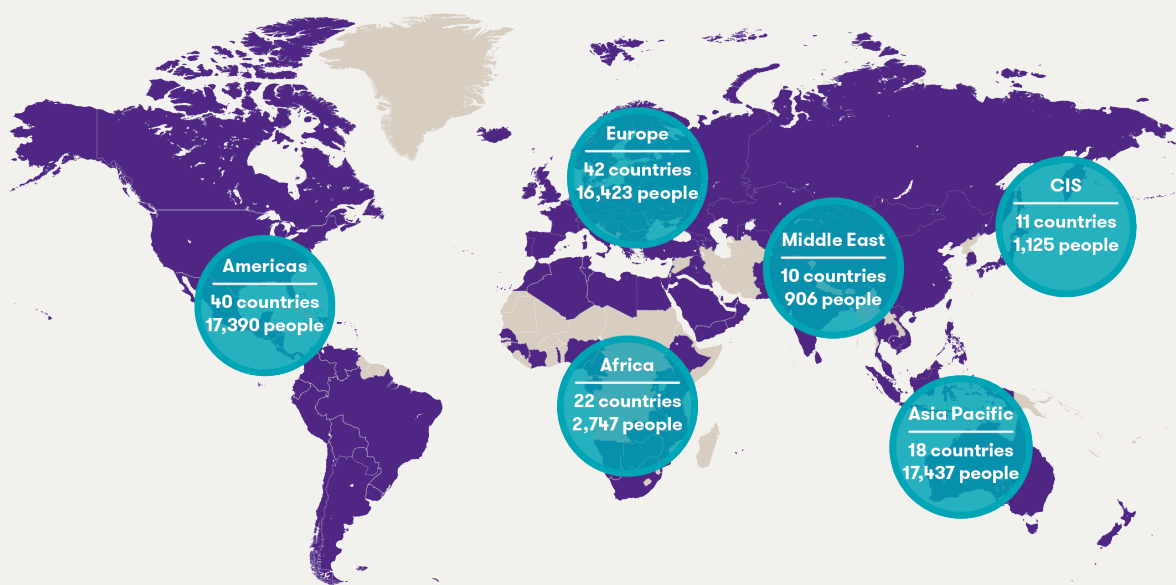 Europe
42 countries
16,423 people
CIS
11 countries
1,125 people
Middle East
10 countries
906 people
Americas
40 countries
17,390 people
Africa
22 countries
2,747 people
Asia Pacific
18 countries
17,437 people